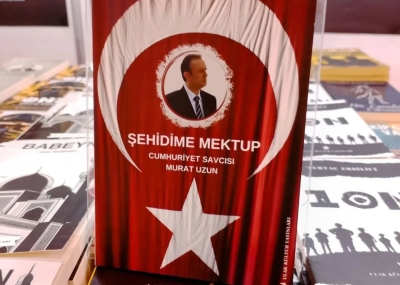 ŞEHİDİME MEKTUP
CUMHURİYET SAVCISI
MURAT UZUN
BABEY